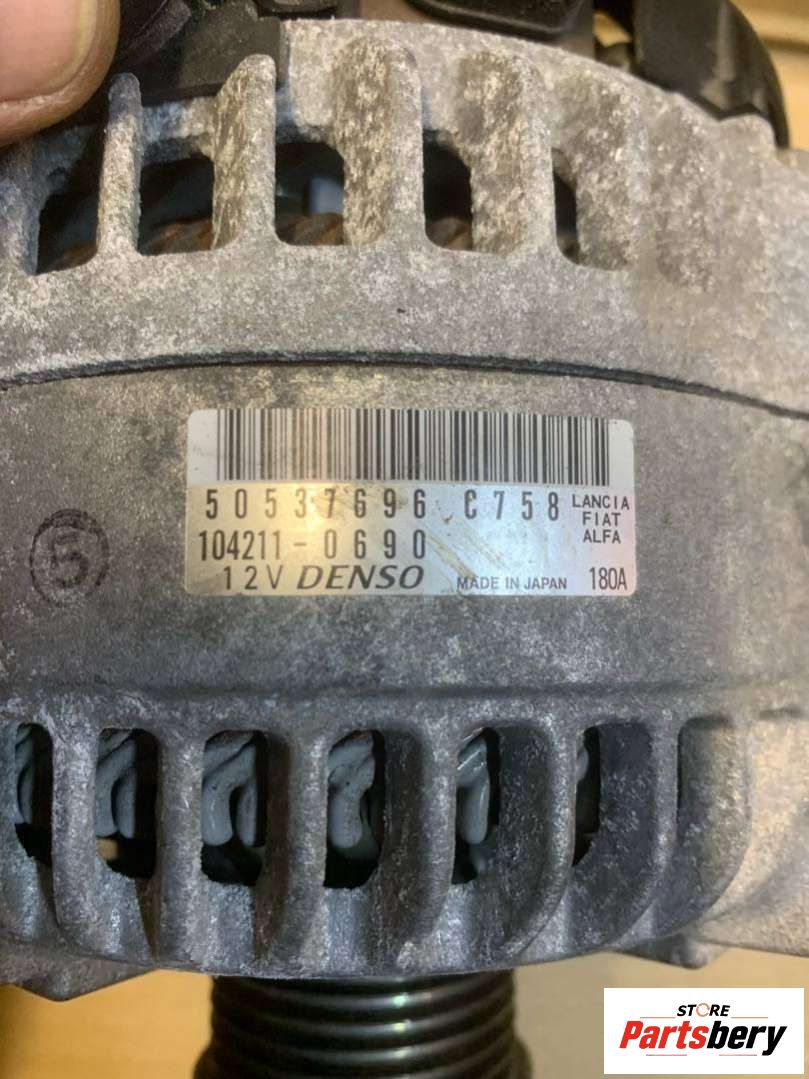 50537696 C758
LANCIA
FIAT
ALFA
104211-0690
12V DENSO MADE IN JAPAN 180A
5
STORE
Partsbery